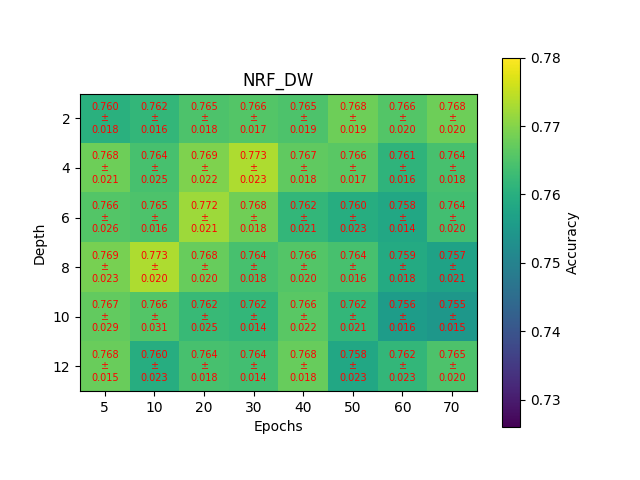 NRF_DW
0.760 0.762 0.765 0.766 0.765 0.768 0.766 0.768
± ± ± ± ± ± ± ±
2 0.018 0.016 0.018 0.017 0.019 0.019 0.020 0.020
0.768 0.764 0.769 0.773 0.767 0.766 0.761 0.764
4 ± ± ± ± ± ± ± ±
0.021 0.025 0.022 0.023 0.018 0.017 0.016 0.018
0.766 0.765 0.772 0.768 0.762 0.760 0.758 0.764
6 ± ± ± ± ± ± ± ±
0.026 0.016 0.021 0.018 0.021 0.023 0.014 0.020
0.769 0.773 0.768 0.764 0.766 0.764 0.759 0.757
8 ± ± ± ± ± ± ± ±
0.023 0.020 0.020 0.018 0.020 0.016 0.018 0.021
0.767 0.766 0.762 0.762 0.766 0.762 0.756 0.755
10 ± ± ± ± ± ± ± ±
0.029 0.031 0.025 0.014 0.022 0.021 0.016 0.015
0.768 0.760 0.764 0.764 0.768 0.758 0.762 0.765
12 ± ± ± ± ± ± ± ±
0.015 0.023 0.018 0.014 0.018 0.023 0.023 0.020
5 10 20 30 40 50 60 70
Epochs
Depth
0.78
0.77
0.76
0.75
0.74
0.73
Accuracy